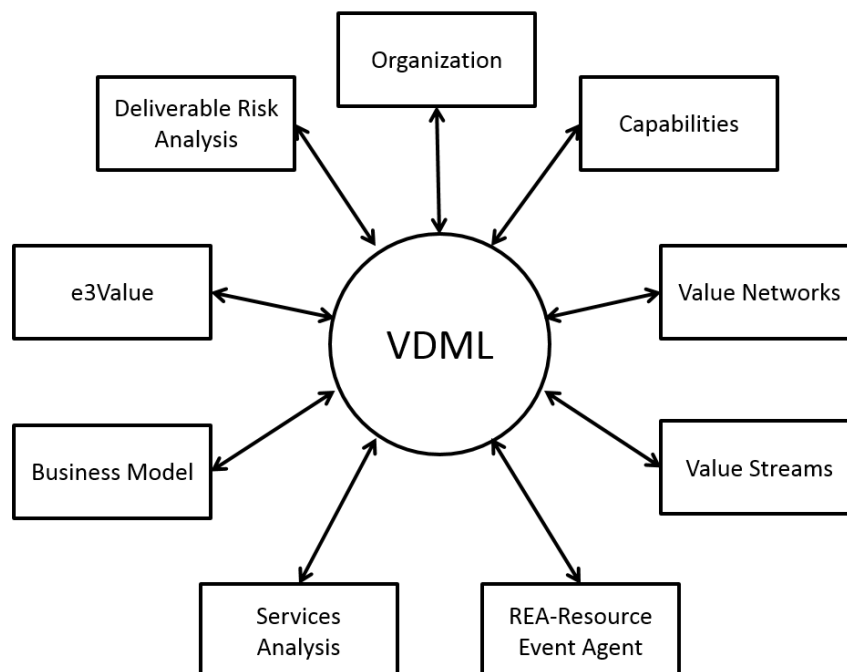 Organization
Deliverable Risk
Analysis
Capabilities
e3Value
Value Networks
VDML
Business Model
Value Streams
Services
Analysis
REA-Resource
Event Agent